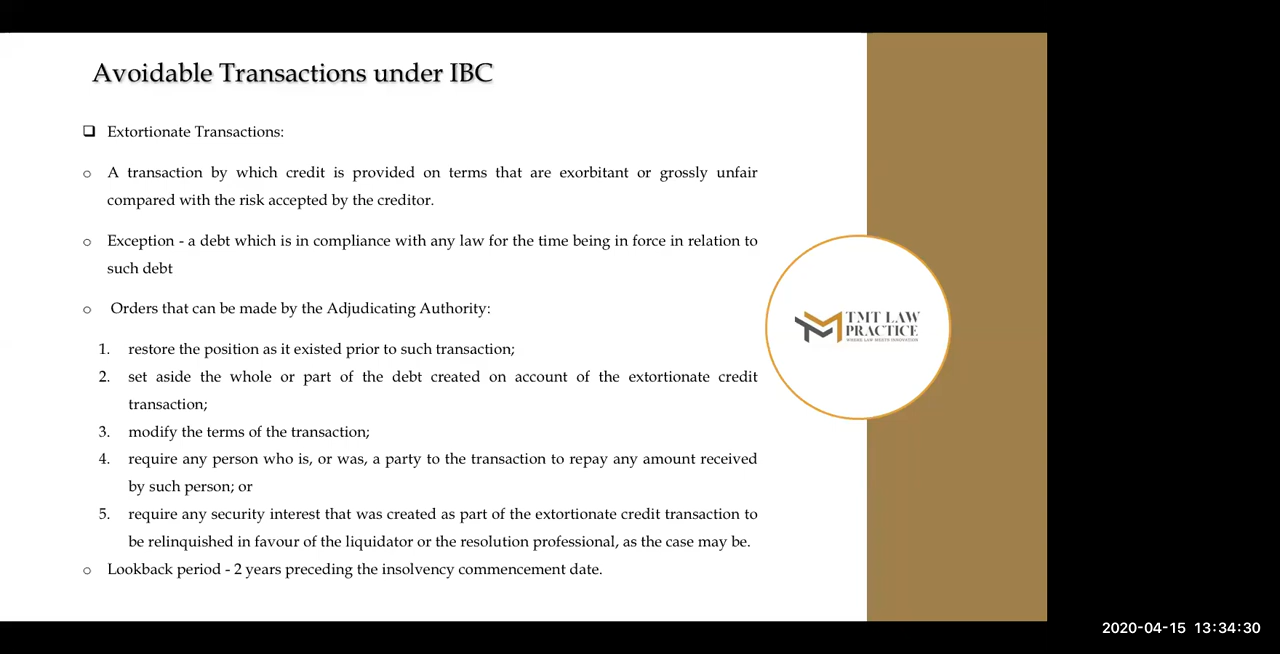 Avoidable Transactions under IBC
❑ Extortionate Transactions:
o A transaction by which credit is provided on terms that are exorbitant or grossly unfair
compared with the risk accepted by the creditor.
o Exception - a debt which is in compliance with any law for the time being in force in relation to
such debt
o Orders that can be made by the Adjudicating Authority:
1. restore the position as it existed prior to such transaction;
2. set aside the whole or part of the debt created on account of the extortionate credit
transaction;
3. modify the terms of the transaction;
4. require any person who is, or was, a party to the transaction to repay any amount received
by such person; or
5. require any security interest that was created as part of the extortionate credit transaction to
be relinquished in favour of the liquidator or the resolution professional, as the case may be.
o Lookback period - 2 years preceding the insolvency commencement date.
TMT LAW
PRACTICE
WHERE LAW MEETS INNOVATION
2020-04-15 13:34:30